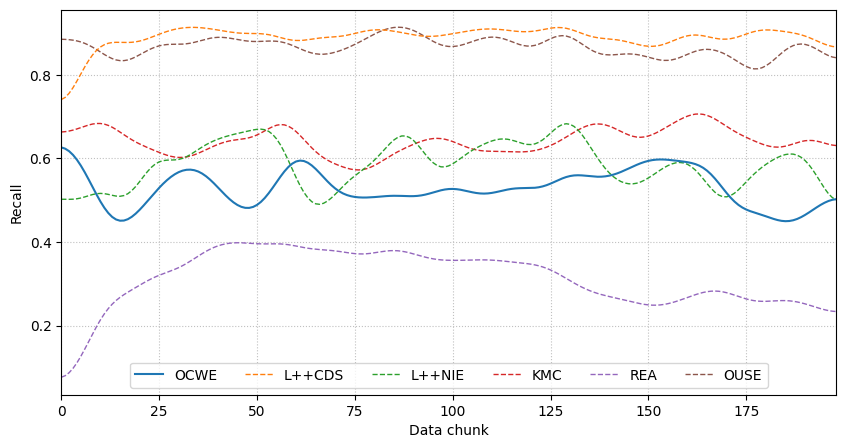 Recall
0.8
0.6
0.4
0.2
OCWE L++CDS L++NIE KMC REA OUSE
0 25 50 75 100 125 150 175
Data chunk